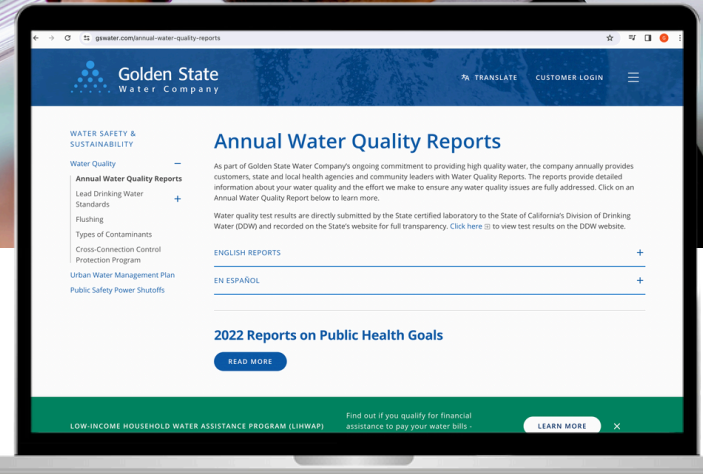 gswater.com/annual-water-quality-reports
Golden State
Water Company
TRANSLATE
CUSTOMER LOGIN
WATER SAFETY &
SUSTAINABILITY
Water Quality
Annual Water Quality Reports
Lead Drinking Water
Standards
Flushing
Types of Contaminants
Cross-Connection Control
Protection Program
Urban Water Management Plan
Public Safety Power Shutoffs
Annual Water Quality Reports
As part of Golden State Water Company's ongoing commitment to providing high quality water, the company annually provides
customers, state and local health agencies and community leaders with Water Quality Reports. The reports provide detailed
information about your water quality and the effort we make to ensure any water quality issues are fully addressed. Click on an
Annual Water Quality Report below to learn more.
Water quality test results are directly submitted by the State certified laboratory to the State of California's Division of Drinking
Water (DDW) and recorded on the State's website for full transparency. Click here to view test results on the DDW website.
ENGLISH REPORTS
EN ESPAÑOL
2022 Reports on Public Health Goals
READ MORE
LOW-INCOME HOUSEHOLD WATER ASSISTANCE PROGRAM (LIHWAP)
Find out if you qualify for financial
assistance to pay your water bills -
LEARN MORE